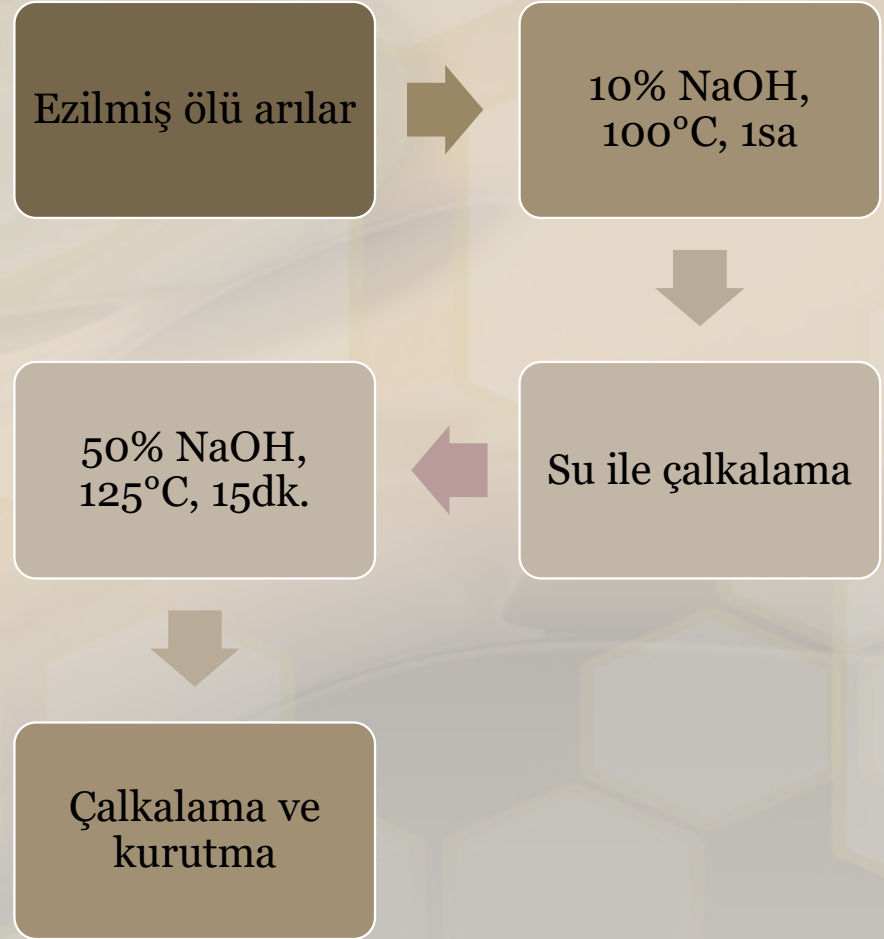 Ezilmiş ölü arılar
10% NaOH,
100°C, 1sa
Su ile çalkalama
50% NaOH,
125°C, 15dk.
Çalkalama ve
kurutma